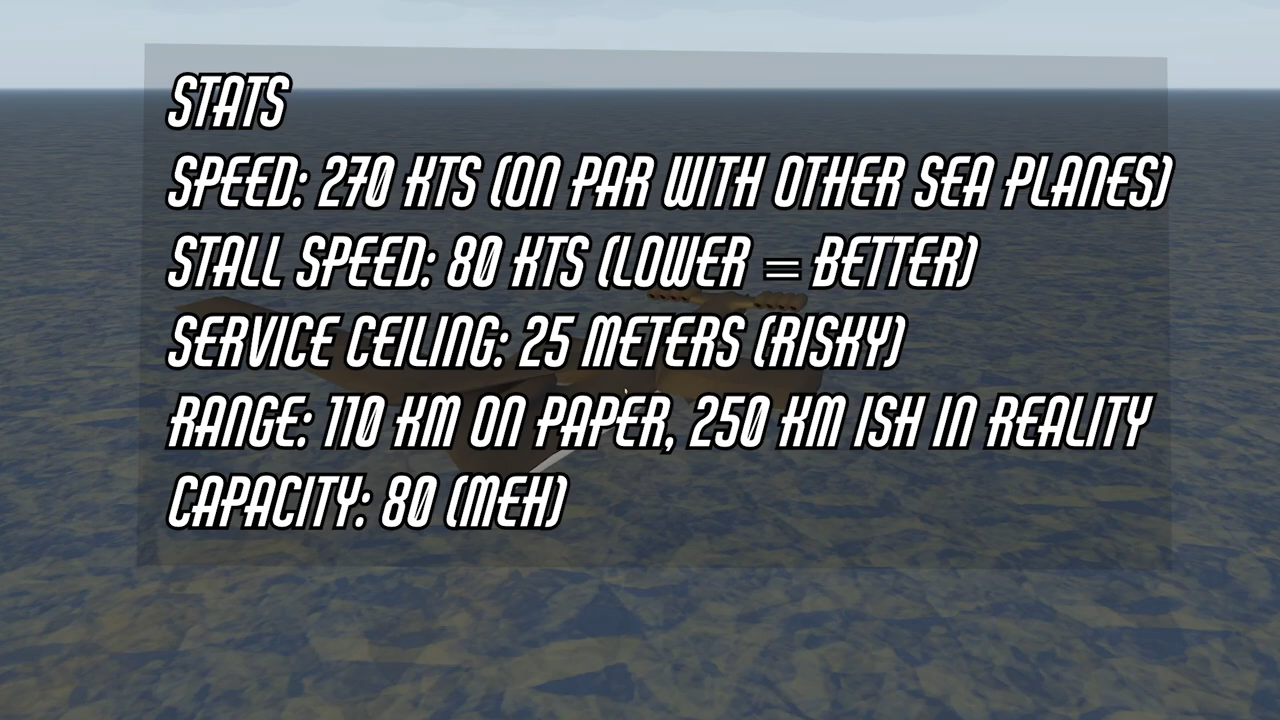 STATS
SPEED: 270 KTS (ON PAR WITH OTHER SEA PLANES)
STALL SPEED: 80 KTS (LOWER = BETTER)
SERVICE CEILING: 25 METERS (RISKY)
RANGE: 110 KM ON PAPER, 250 KM ISH IN REALITY
CAPACITY: 80 (MEH)